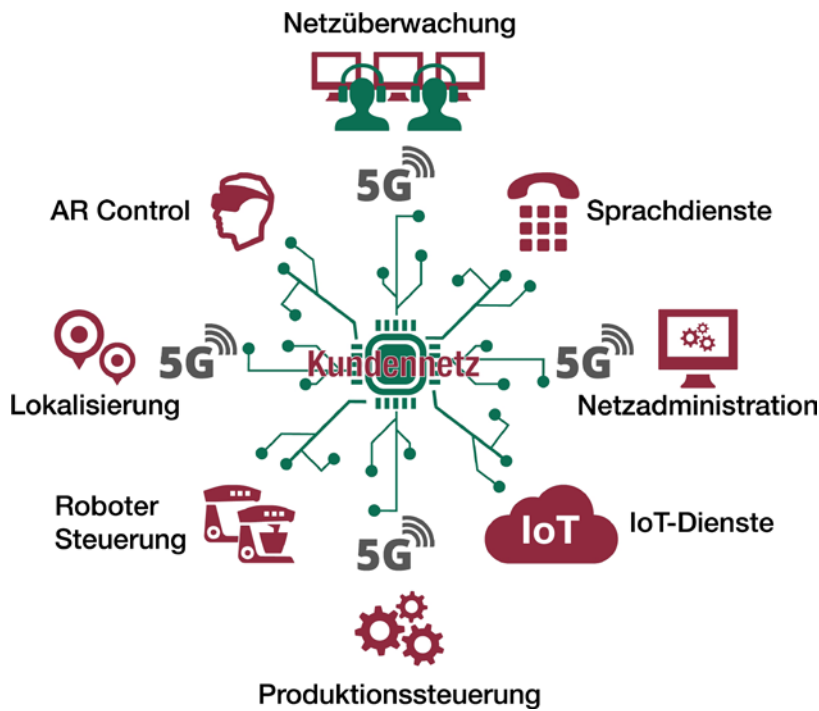 Netzüberwachung
5G
AR Control
Sprachdienste
Kundennetz
5G
5G
Lokalisierung
Netzadministration
Roboter
Steuerung
IoT
IoT-Dienste
5G
Produktionssteuerung